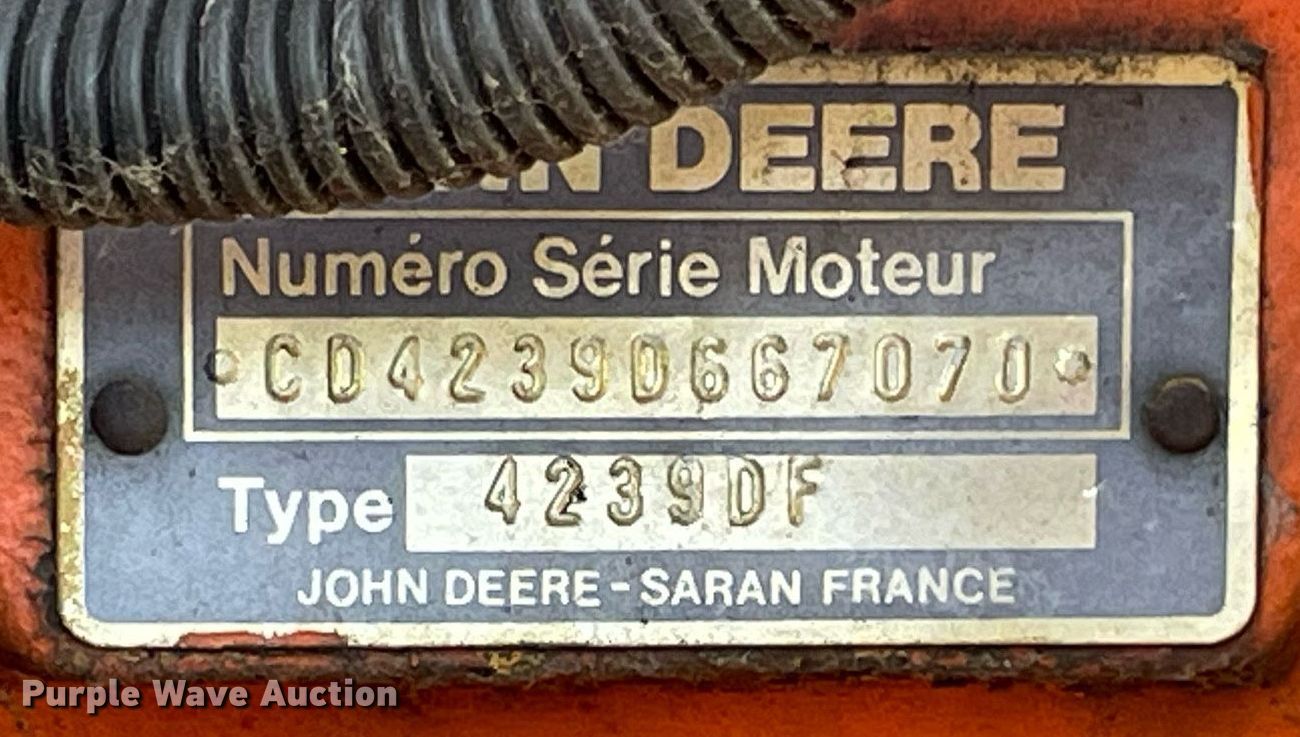 DEERE
Numéro Série Moteur
CD4239D667070
Type 4239DF
JOHN DEERE - SARAN FRANCE
Purple Wave Auction